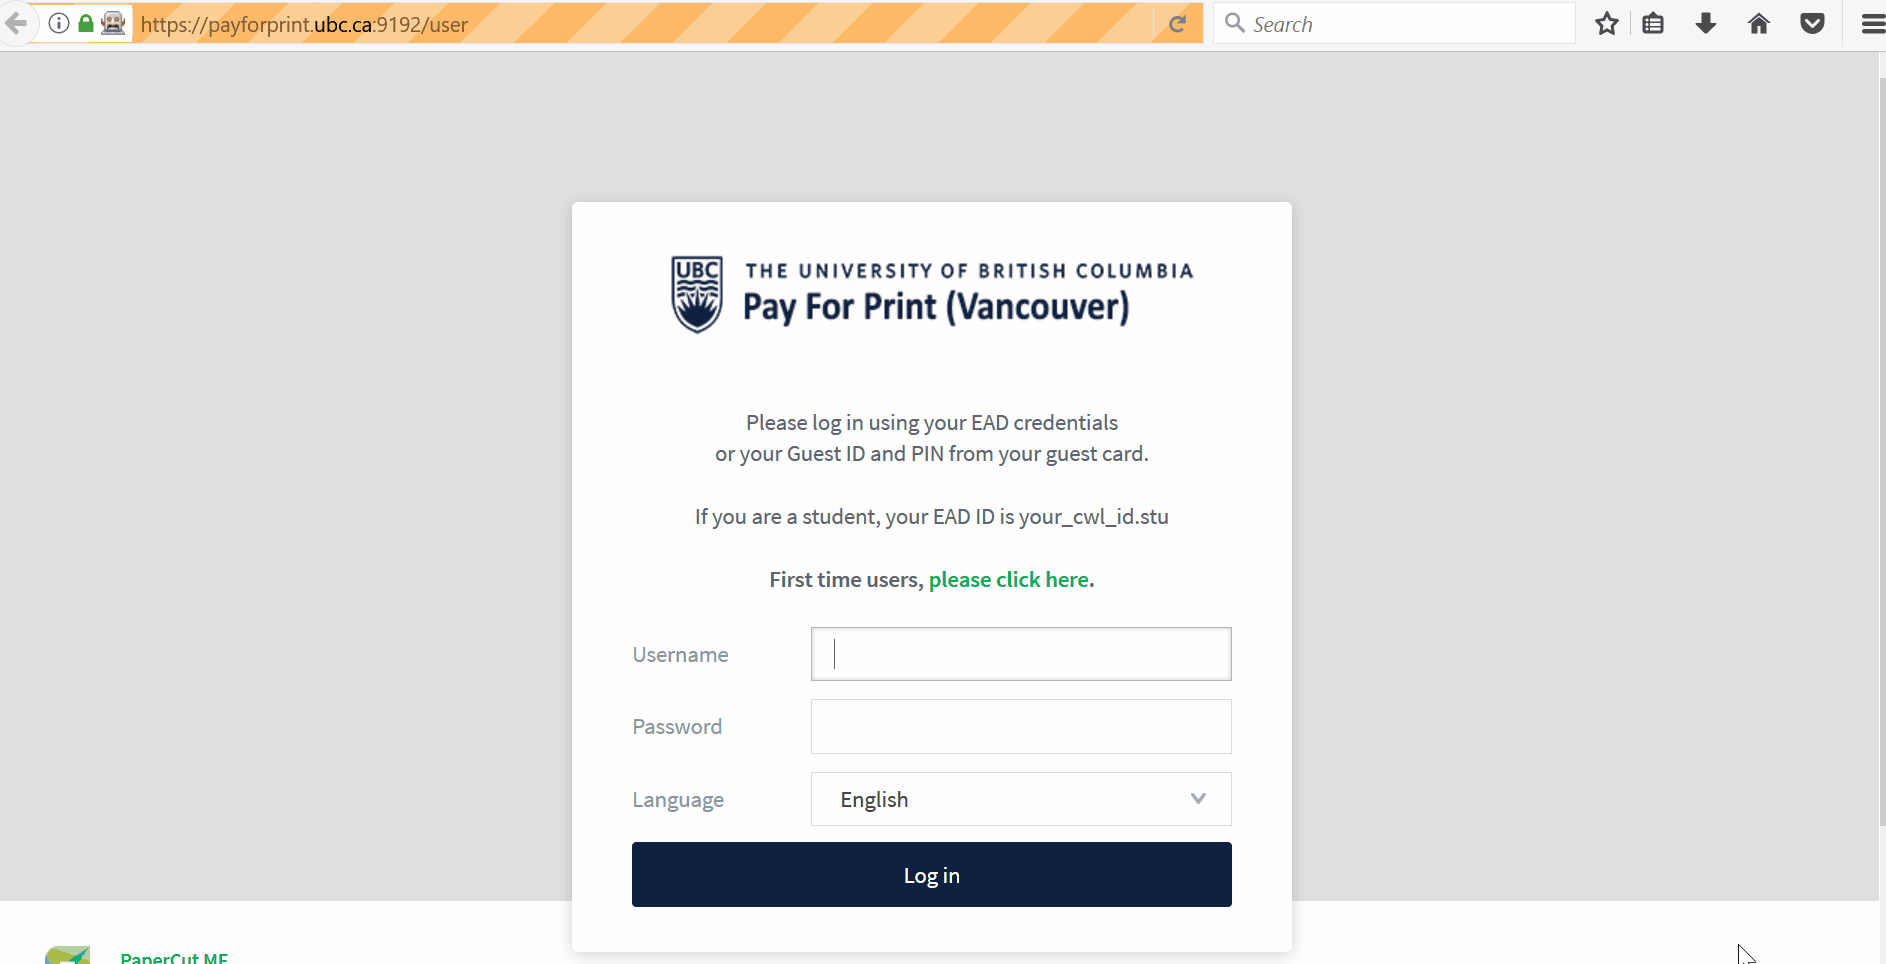 https://payforprint.ubc.ca:9192/user
Search
UBC
THE UNIVERSITY OF BRITISH COLUMBIA
Pay For Print (Vancouver)
Please log in using your EAD credentials
or your Guest ID and PIN from your guest card.
If you are a student, your EAD ID is your_cwl_id.stu
First time users, please click here.
Username
Password
Language
English
Log in
PaperCut MF